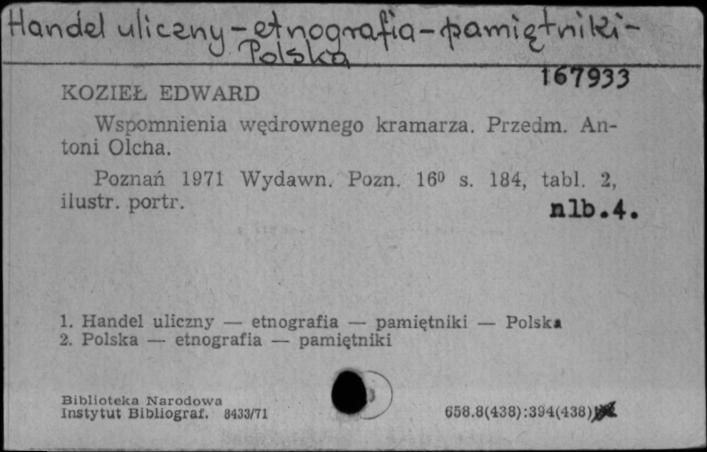 Handel uliczny-etnografia-pamiętniki-
Polska
167933
KOZIEŁ EDWARD
Wspomnienia wędrownego kramarza. Przedm. An-
toni Olcha.
Poznań 1971 Wydawn. Pozn. 16⁰ s. 184, tabl. 2,
ilustr. portr.
nlb.4.
1. Handel uliczny — etnografia — pamiętniki — Polska
2. Polska — etnografia — pamiętniki
Biblioteka Narodowa
Instytut Bibliograf. 8433/71
658.8(438):394(438)